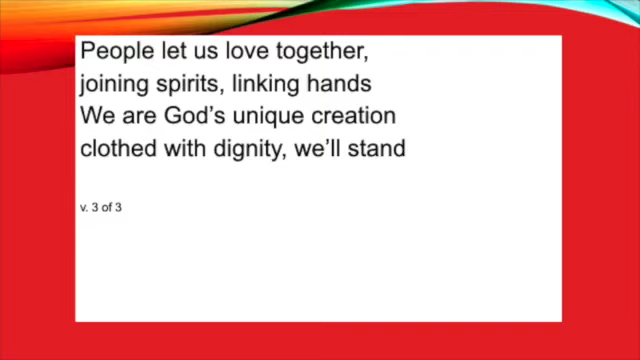 People let us love together,
joining spirits, linking hands
We are God’s unique creation
clothed with dignity, we’ll stand
v. 3 of 3